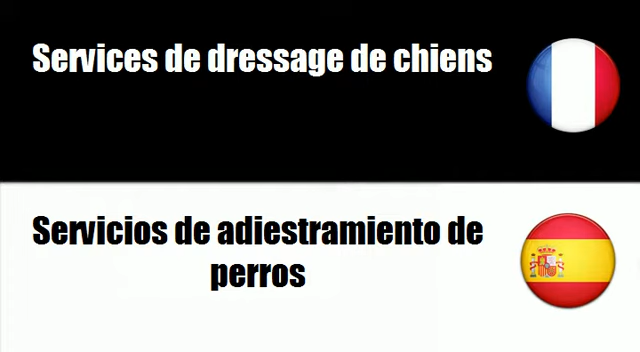 Services de dressage de chiens
Servicios de adiestramiento de
perros